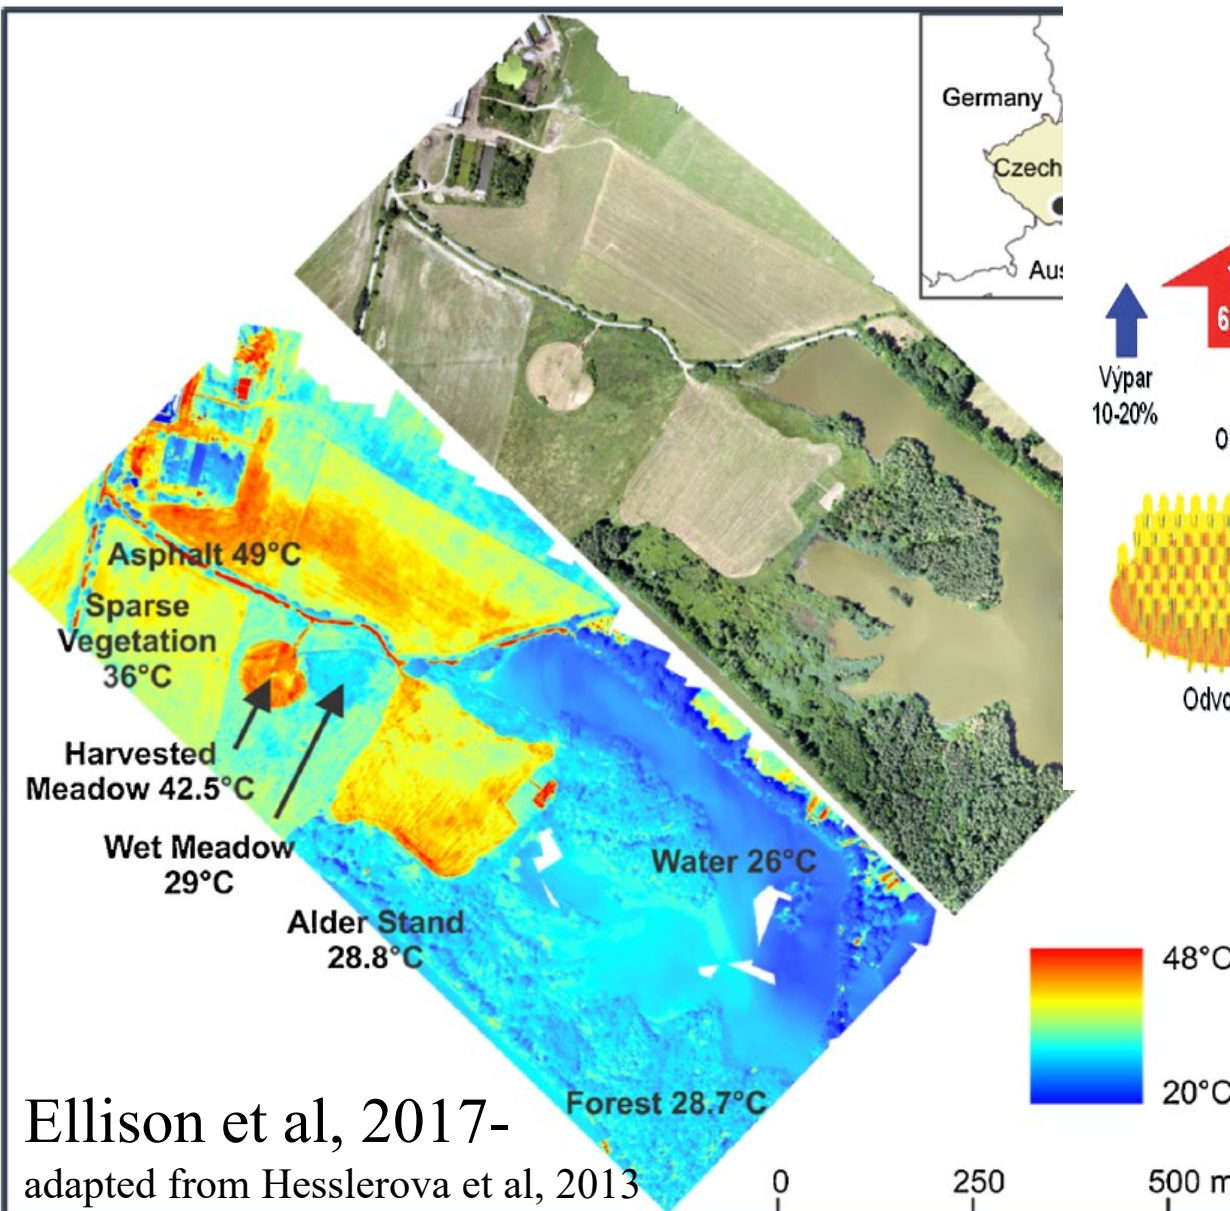 Germany
Czech
Výpar
10-20%
Asphalt 49°C
Sparse
Vegetation
36°C
Harvested
Meadow 42.5°C
Wet Meadow
29°C
Alder Stand
28.8°C
Water 26°C
Forest 28.7°C
48°C
20°C
Ellison et al, 2017-
adapted from Hesslerova et al, 2013
0
250
500 m